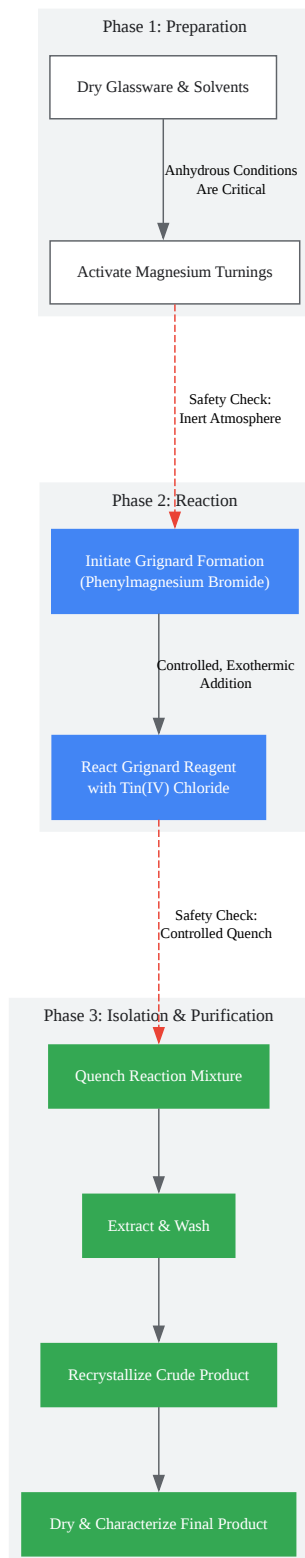 Phase 1: Preparation
Dry Glassware & Solvents
Anhydrous Conditions
Are Critical
Activate Magnesium Turnings
Safety Check:
Inert Atmosphere
Phase 2: Reaction
Initiate Grignard Formation
(Phenylmagnesium Bromide)
Controlled, Exothermic
Addition
React Grignard Reagent
with Tin(IV) Chloride
Safety Check:
Controlled Quench
Phase 3: Isolation & Purification
Quench Reaction Mixture
Extract & Wash
Recrystallize Crude Product
Dry & Characterize Final Product